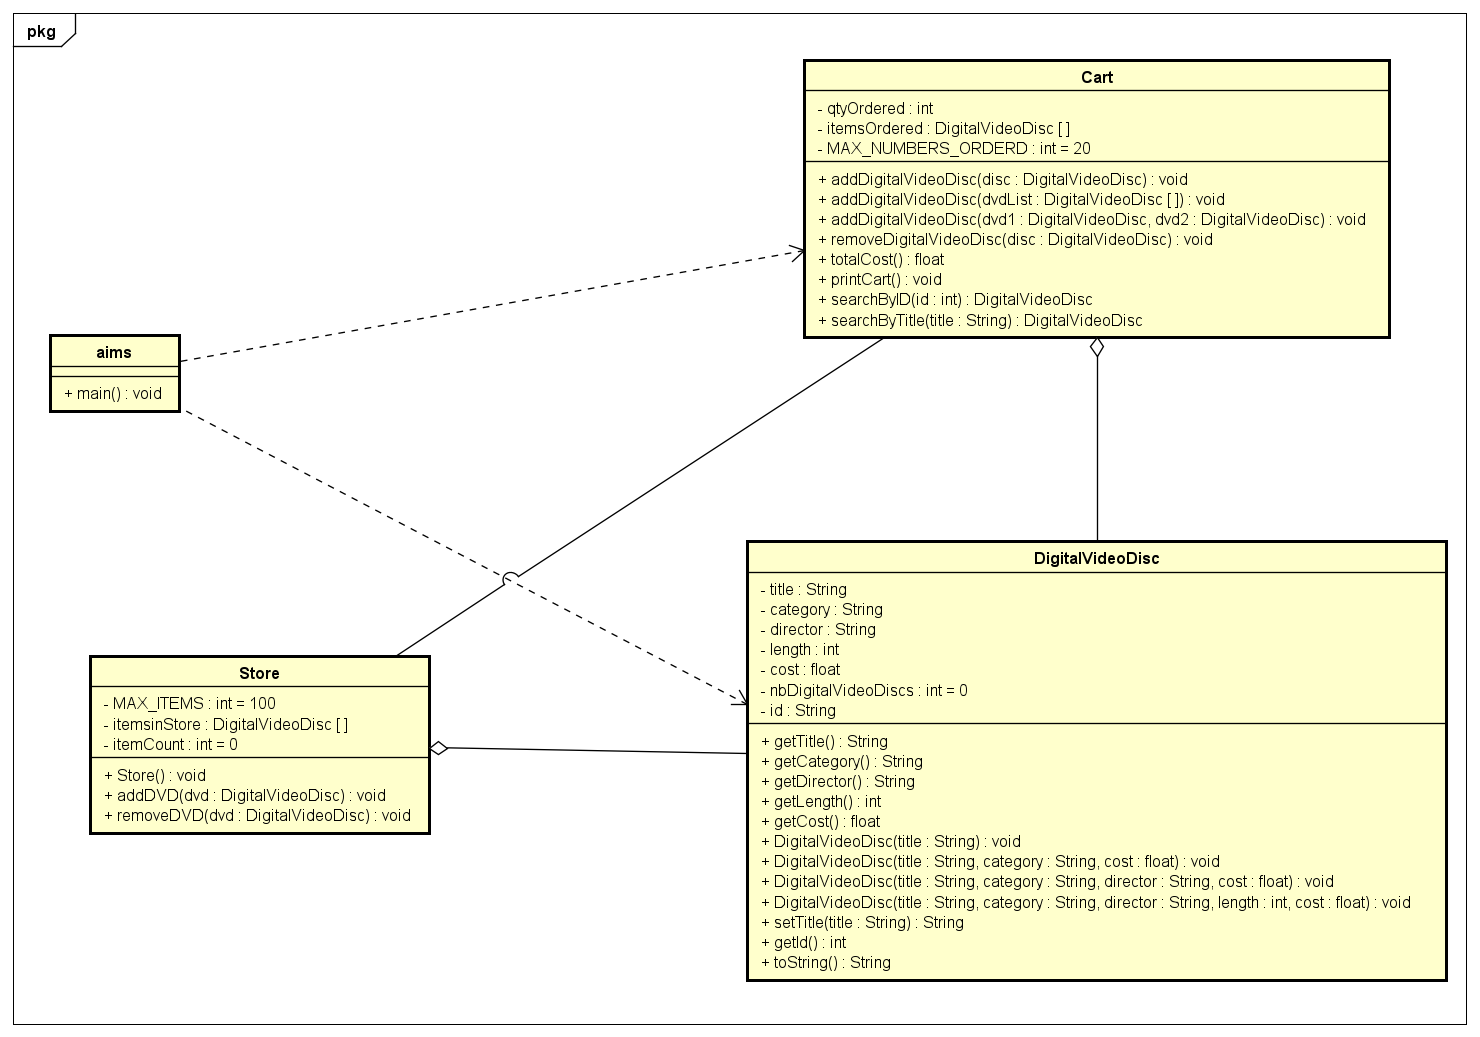 pkg
Cart
- qtyOrdered : int
- itemsOrdered : DigitalVideoDisc [ ]
- MAX_NUMBERS_ORDERD : int = 20
+ addDigitalVideoDisc(disc : DigitalVideoDisc) : void
+ addDigitalVideoDisc(dvdList : DigitalVideoDisc [ ]) : void
+ addDigitalVideoDisc(dvd1 : DigitalVideoDisc, dvd2 : DigitalVideoDisc) : void
+ removeDigitalVideoDisc(disc : DigitalVideoDisc) : void
+ totalCost() : float
+ printCart() : void
+ searchByID(id : int) : DigitalVideoDisc
+ searchByTitle(title : String) : DigitalVideoDisc
aims
+ main() : void
DigitalVideoDisc
- title : String
- category : String
- director : String
- length : int
- cost : float
- nbDigitalVideoDiscs : int = 0
- id : String
+ getTitle() : String
+ getCategory() : String
+ getDirector() : String
+ getLength() : int
+ getCost() : float
+ DigitalVideoDisc(title : String) : void
+ DigitalVideoDisc(title : String, category : String, cost : float) : void
+ DigitalVideoDisc(title : String, category : String, director : String, cost : float) : void
+ DigitalVideoDisc(title : String, category : String, director : String, length : int, cost : float) : void
+ setTitle(title : String) : String
+ getId() : int
+ toString() : String
Store
- MAX_ITEMS : int = 100
- itemsinStore : DigitalVideoDisc [ ]
- itemCount : int = 0
+ Store() : void
+ addDVD(dvd : DigitalVideoDisc) : void
+ removeDVD(dvd : DigitalVideoDisc) : void